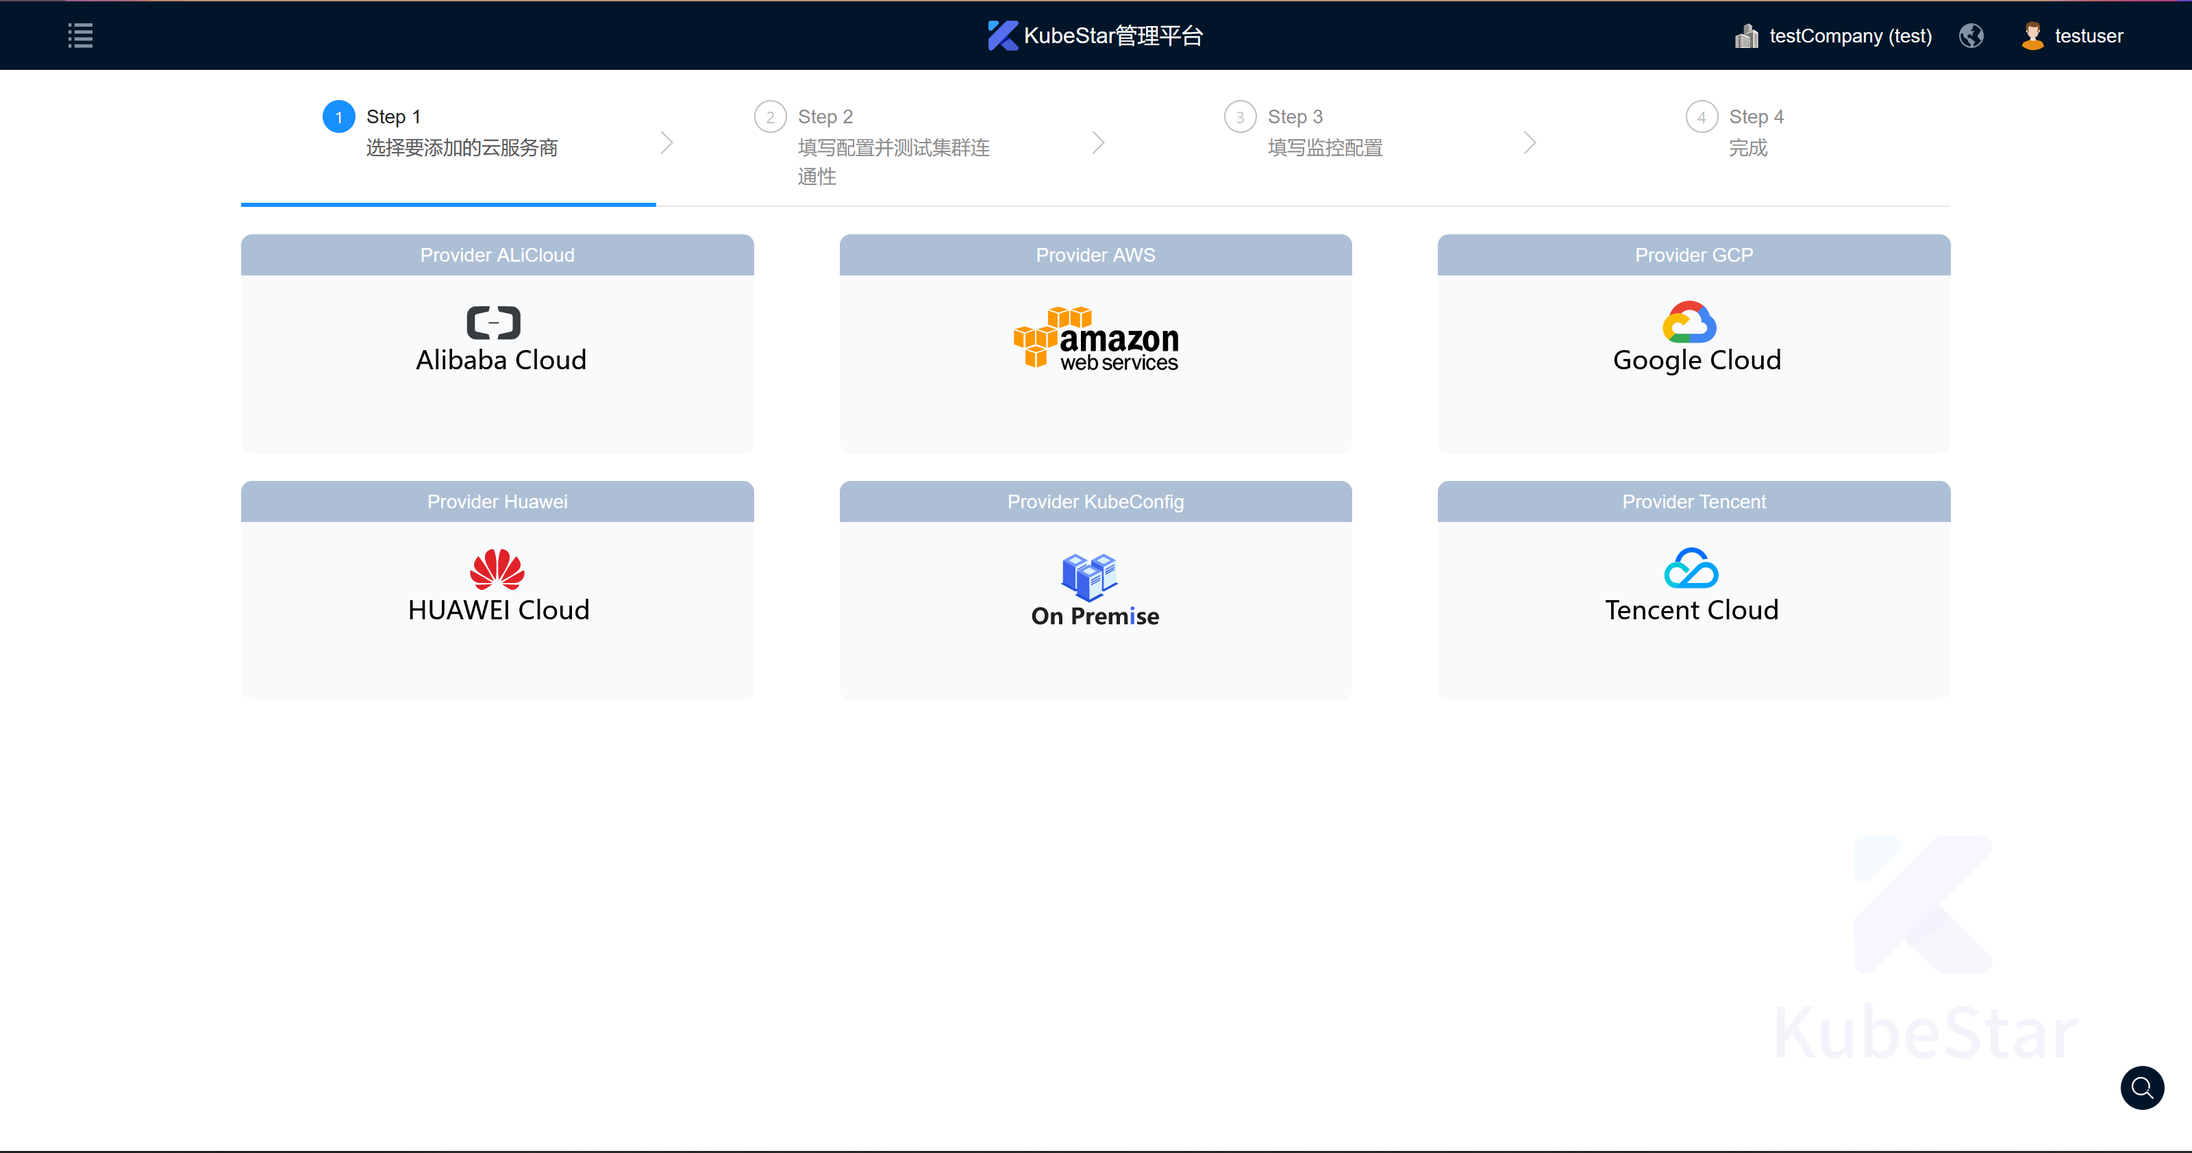 KubeStar管理平台
testCompany (test)
testuser
1 Step 1
选择要添加的云服务商
2 Step 2
填写配置并测试集群连
通性
3 Step 3
填写监控配置
4 Step 4
完成
Provider ALiCloud
Alibaba Cloud
Provider AWS
amazon
web services
Provider GCP
Google Cloud
Provider Huawei
HUAWEI Cloud
Provider KubeConfig
On Premise
Provider Tencent
Tencent Cloud
KubeStar